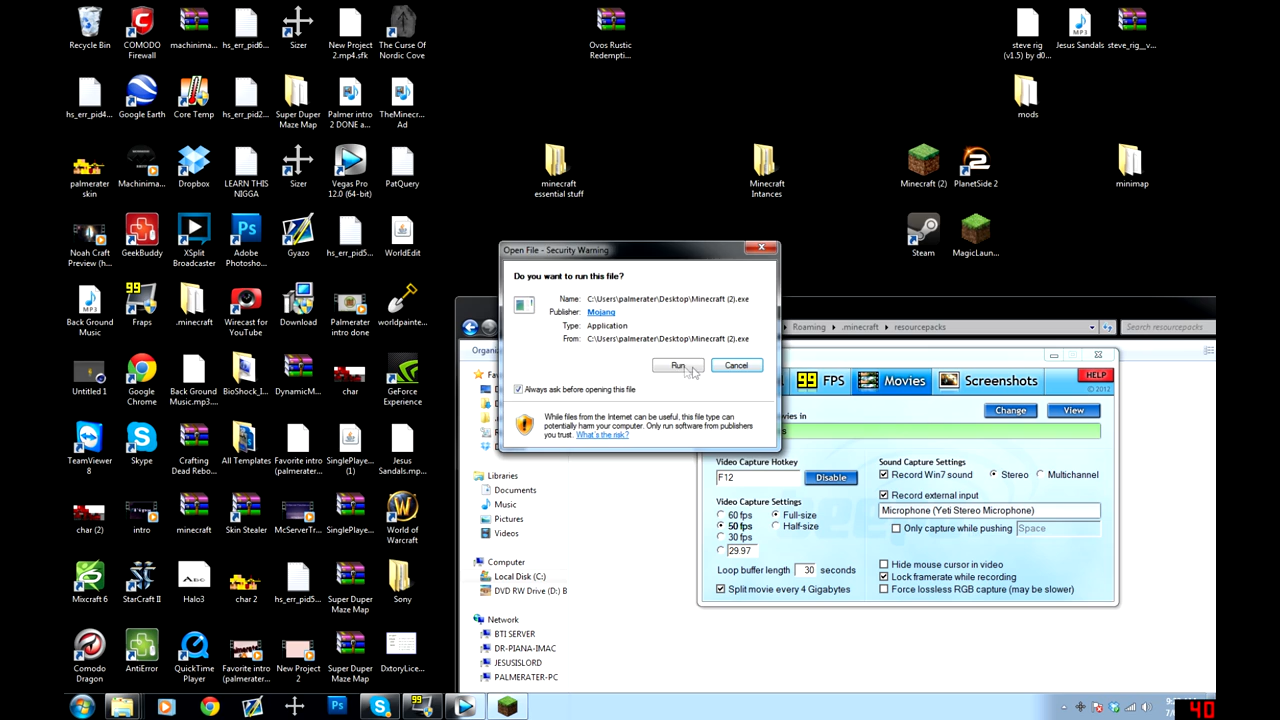 Recycle Bin
COMODO
Firewall
machinima...
hs_err_pid6...
Sizer
New Project
2.mp4.sfk
The Curse Of
Nordic Cove
Ovos Rustic
Redempti...
steve rig
(v1.5) by d0...
Jesus Sandals
steve_rig__v...
hs_err_pid4...
Google Earth
Core Temp
hs_err_pid2...
Super Duper
Maze Map
Palmer intro
2 DONE a...
TheMinecr...
Ad
mods
palmerater
skin
Machinima...
Dropbox
LEARN THIS
NIGGA
Sizer
Vegas Pro
12.0 (64-bit)
PatQuery
minecraft
essential stuff
Minecraft
Intances
Minecraft (2)
PlanetSide 2
minimap
Noah Craft
Preview (h...
GeekBuddy
XSplit
Broadcaster
Adobe
Photosho...
Gyazo
hs_err_pid5...
WorldEdit
Steam
MagicLaun...
Back Ground
Music
Fraps
.minecraft
Wirecast for
YouTube
Download
Palmerater
intro done
worldpainte...
Untitled 1
Google
Chrome
Back Ground
Music.mp3...
BioShock_I...
DynamicM...
char
GeForce
Experience
TeamViewer
8
Skype
Crafting
Dead Rebo...
All Templates
Favorite intro
(palmerater...
SinglePlaye...
(1)
Jesus
Sandals.mp...
char (2)
intro
McServerTr...
minecraft
Skin Stealer
SinglePlaye...
World of
Warcraft
Mixcraft 6
StarCraft II
Halo3
char 2
hs_err_pid5...
Super Duper
Maze Map
Sony
Comodo
Dragon
AntiError
QuickTime
Player
Favorite intro
(palmerater...
New Project
2
Super Duper
Maze Map
DxtoryLice...
Open File - Security Warning
Do you want to run this file?
Name: C:\Users\palmerater\Desktop\Minecraft (2).exe
Publisher: Mojang
Type: Application
From: C:\Users\palmerater\Desktop\Minecraft (2).exe
Run Cancel
Always ask before opening this file
While files from the Internet can be useful, this file type can
potentially harm your computer. Only run software from publishers
you trust. What's the risk?
Roaming .minecraft resourcepacks
Search resourcepacks
Libraries
Documents
Music
Pictures
Videos
Computer
Local Disk (C:)
DVD RW Drive (D:) B
Network
BTI SERVER
DR-PIANA-IMAC
JESUSISLORD
PALMERATER-PC
99 FPS Movies Screenshots
HELP
© 2012
Change View
Video Capture Hotkey
F12 Disable
Video Capture Settings
60 fps Full-size
50 fps Half-size
30 fps
29.97
Loop buffer length 30 seconds
Split movie every 4 Gigabytes
Sound Capture Settings
Record Win7 sound Stereo Multichannel
Record external input
Microphone (Yeti Stereo Microphone)
Only capture while pushing Space
Hide mouse cursor in video
Lock framerate while recording
Force lossless RGB capture (may be slower)
40